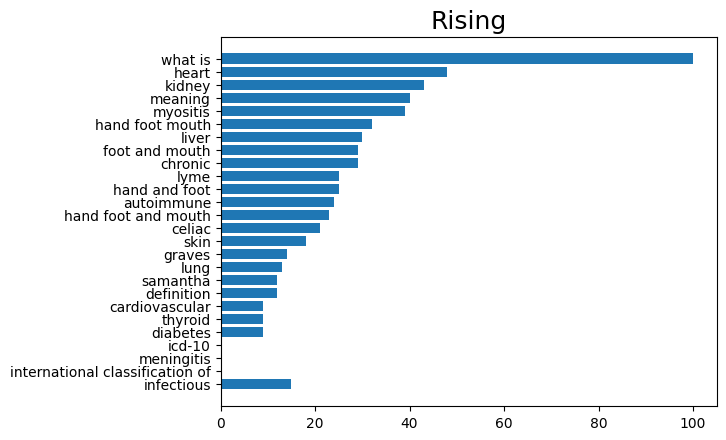 Rising
what is
heart
kidney
meaning
myositis
hand foot mouth
liver
foot and mouth
chronic
lyme
hand and foot
autoimmune
hand foot and mouth
celiac
skin
graves
lung
samantha
definition
cardiovascular
thyroid
diabetes
icd-10
meningitis
international classification of
infectious
0 20 40 60 80 100